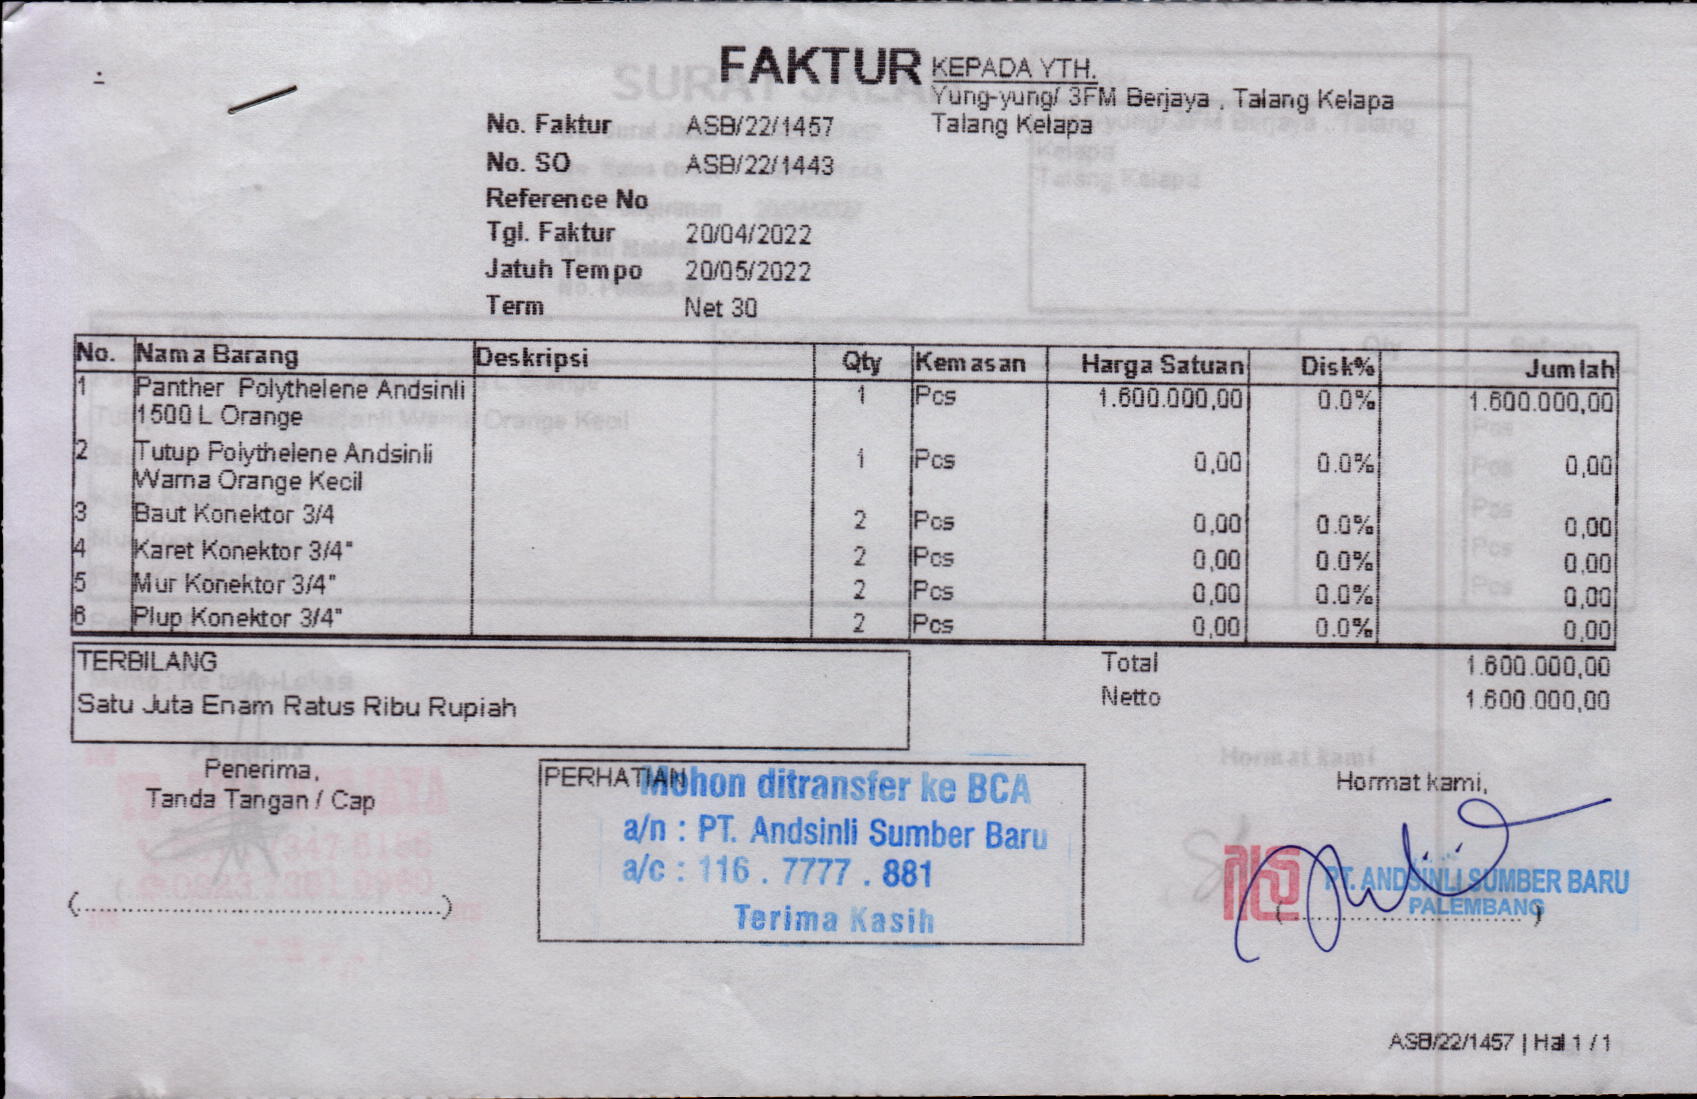 FAKTUR
KEPADA YTH.
Yung-yung/ 3FM Berjaya , Talang Kelapa
Talang Kelapa
No. Faktur ASB/22/1457
No. SO ASB/22/1443
Reference No
Tgl. Faktur 20/04/2022
Jatuh Tempo 20/05/2022
Term Net 30
No. Nama Barang Deskripsi Qty Kemasan Harga Satuan Disk% Jumlah
1 Panther Polythelene Andsinli 1 Pcs 1.600.000,00 0.0% 1.600.000,00
1500 L Orange
2 Tutup Polythelene Andsinli 1 Pcs 0,00 0.0% 0,00
Warna Orange Kecil
3 Baut Konektor 3/4 2 Pcs 0,00 0.0% 0,00
4 Karet Konektor 3/4" 2 Pcs 0,00 0.0% 0,00
5 Mur Konektor 3/4" 2 Pcs 0,00 0.0% 0,00
6 Plup Konektor 3/4" 2 Pcs 0,00 0.0% 0,00
TERBILANG
Satu Juta Enam Ratus Ribu Rupiah
Total 1.600.000,00
Netto 1.600.000,00
Penerima,
Tanda Tangan / Cap
(........................................)
PERHATIAN
Mohon ditransfer ke BCA
a/n : PT. Andsinli Sumber Baru
a/c : 116 . 7777 . 881
Terima Kasih
Hormat kami,
PT. ANDSINLI SUMBER BARU
PALEMBANG
(........................................)
ASB/22/1457 | Hal 1 / 1